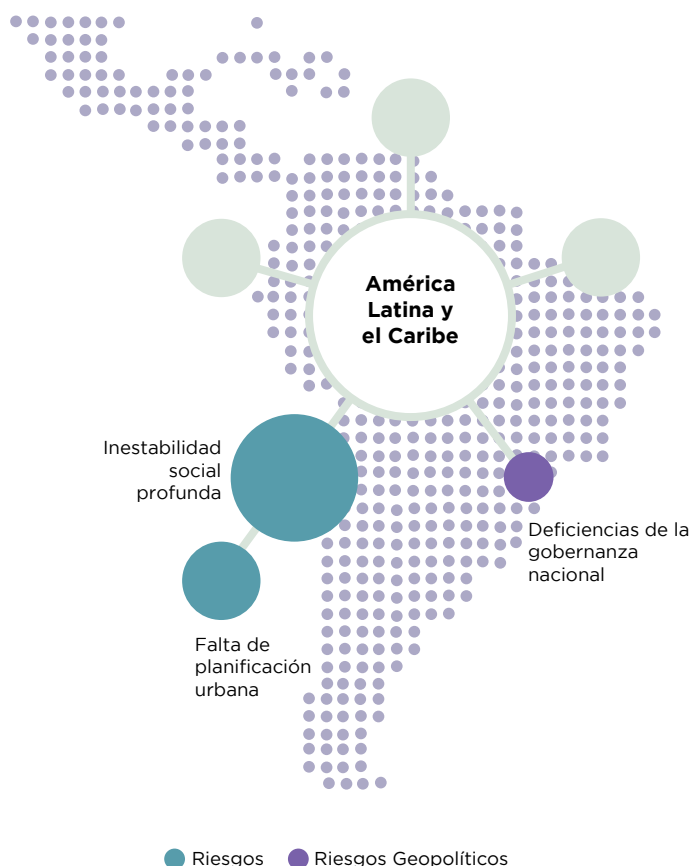 América
Latina y
el Caribe
Inestabilidad
social
profunda
Deficiencias de la
gobernanza
nacional
Falta de
planificación
urbana
Riesgos
Riesgos Geopolíticos